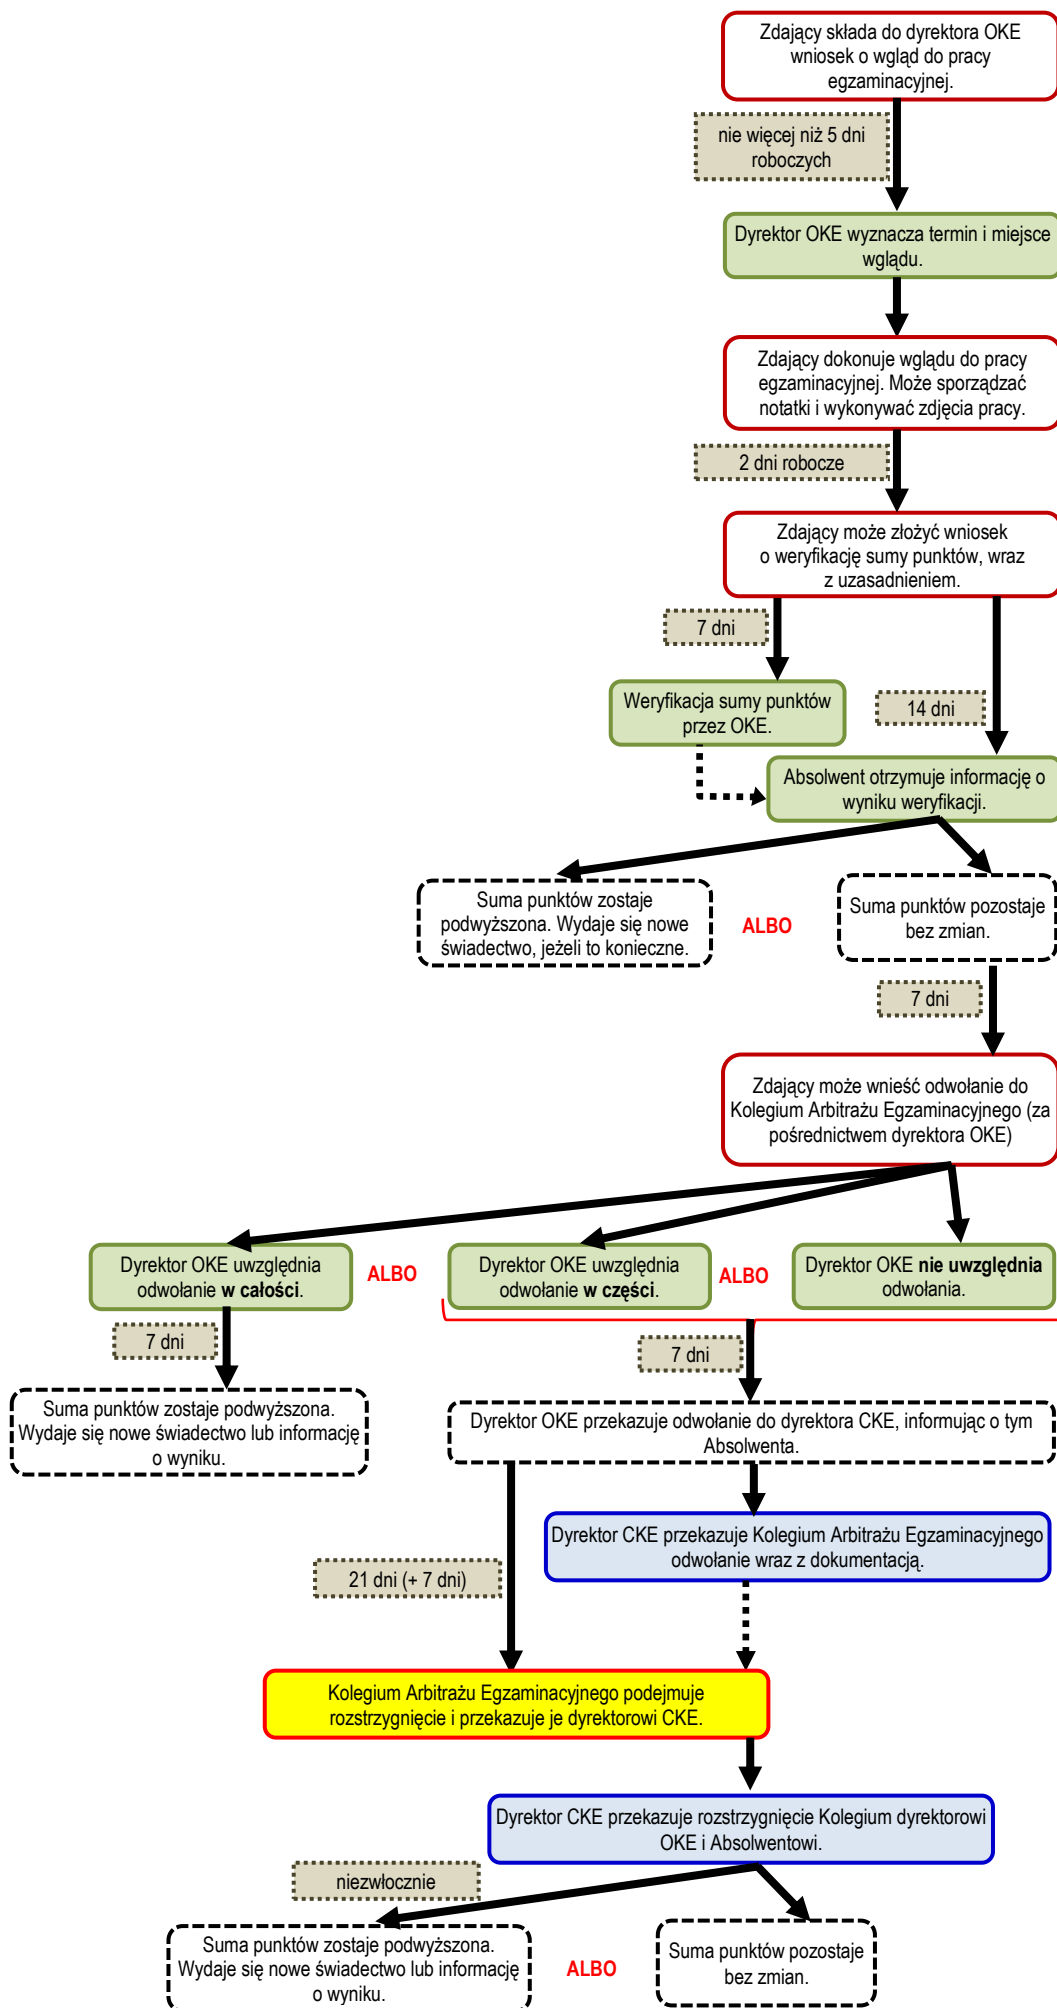 Zdający składa do dyrektora OKE
wniosek o wgląd do pracy
egzaminacyjnej.
nie więcej niż 5 dni
roboczych
Dyrektor OKE wyznacza termin i miejsce
wglądu.
Zdający dokonuje wglądu do pracy
egzaminacyjnej. Może sporządzać
notatki i wykonywać zdjęcia pracy.
2 dni robocze
Zdający może złożyć wniosek
o weryfikację sumy punktów, wraz
z uzasadnieniem.
7 dni
Weryfikacja sumy punktów
przez OKE.
14 dni
Absolwent otrzymuje informację o
wyniku weryfikacji.
Suma punktów zostaje
podwyższona. Wydaje się nowe
świadectwo, jeżeli to konieczne.
ALBO
Suma punktów pozostaje
bez zmian.
7 dni
Zdający może wnieść odwołanie do
Kolegium Arbitrażu Egzaminacyjnego (za
pośrednictwem dyrektora OKE)
Dyrektor OKE uwzględnia
odwołanie w całości.
ALBO
Dyrektor OKE uwzględnia
odwołanie w części.
ALBO
Dyrektor OKE nie uwzględnia
odwołania.
7 dni
7 dni
Suma punktów zostaje podwyższona.
Wydaje się nowe świadectwo lub informację
o wyniku.
Dyrektor OKE przekazuje odwołanie do dyrektora CKE, informując o tym
Absolwenta.
Dyrektor CKE przekazuje Kolegium Arbitrażu Egzaminacyjnego
odwołanie wraz z dokumentacją.
21 dni (+ 7 dni)
Kolegium Arbitrażu Egzaminacyjnego podejmuje
rozstrzygnięcie i przekazuje je dyrektorowi CKE.
Dyrektor CKE przekazuje rozstrzygnięcie Kolegium dyrektorowi
OKE i Absolwentowi.
niezwłocznie
Suma punktów zostaje podwyższona.
Wydaje się nowe świadectwo lub informację
o wyniku.
ALBO
Suma punktów pozostaje
bez zmian.